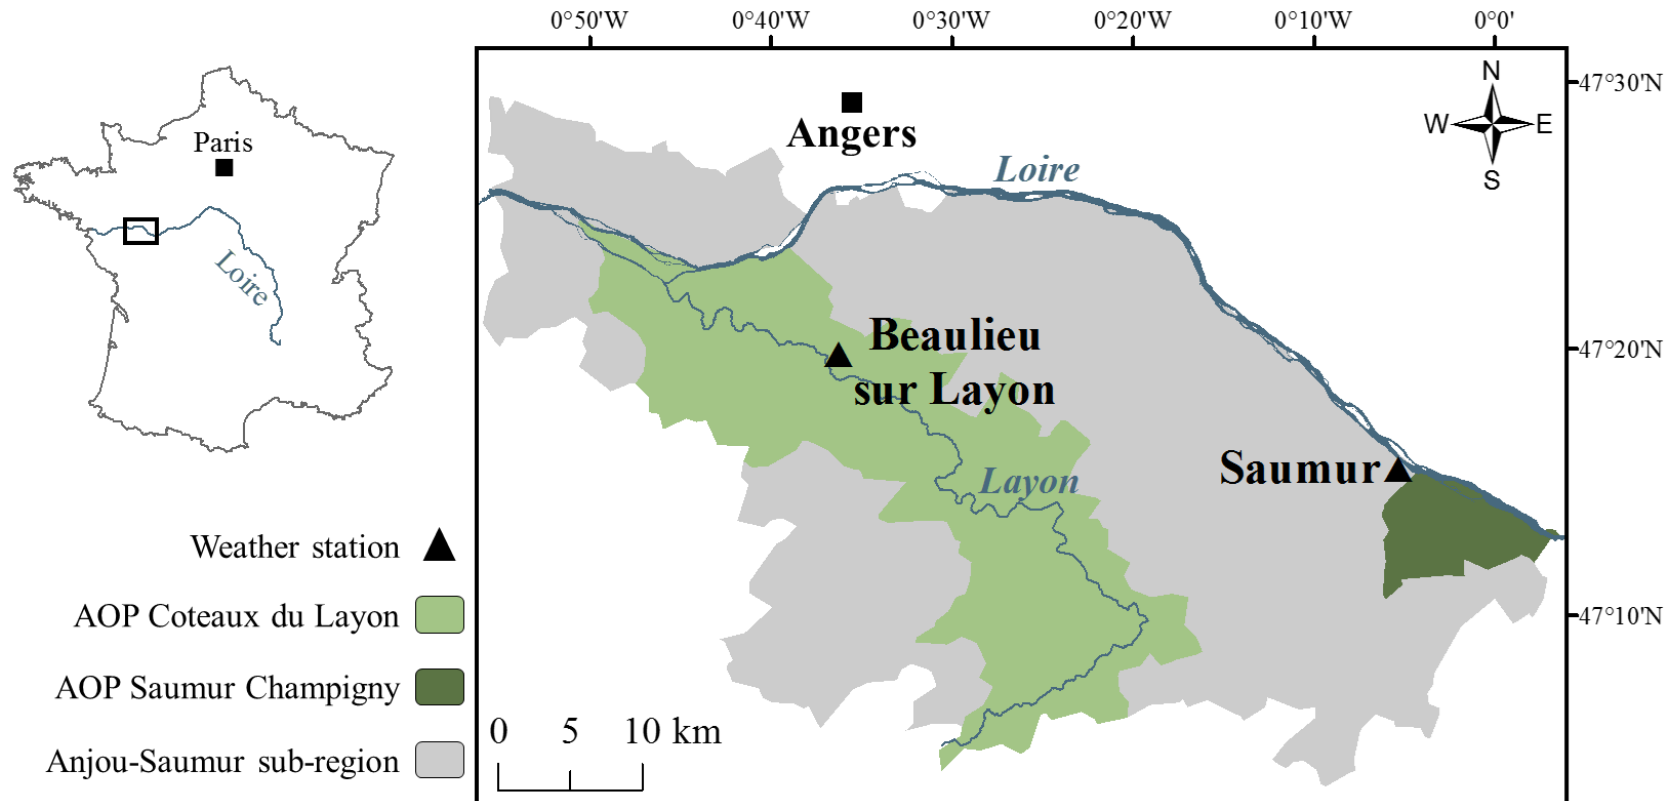 0°50'W 0°40'W 0°30'W 0°20'W 0°10'W 0°0'
47°30'N
47°20'N
47°10'N
N
W E
S
Paris
Loire
Angers
Loire
Beaulieu
sur Layon
Layon
Saumur
Weather station
AOP Coteaux du Layon
AOP Saumur Champigny
Anjou-Saumur sub-region
0 5 10 km